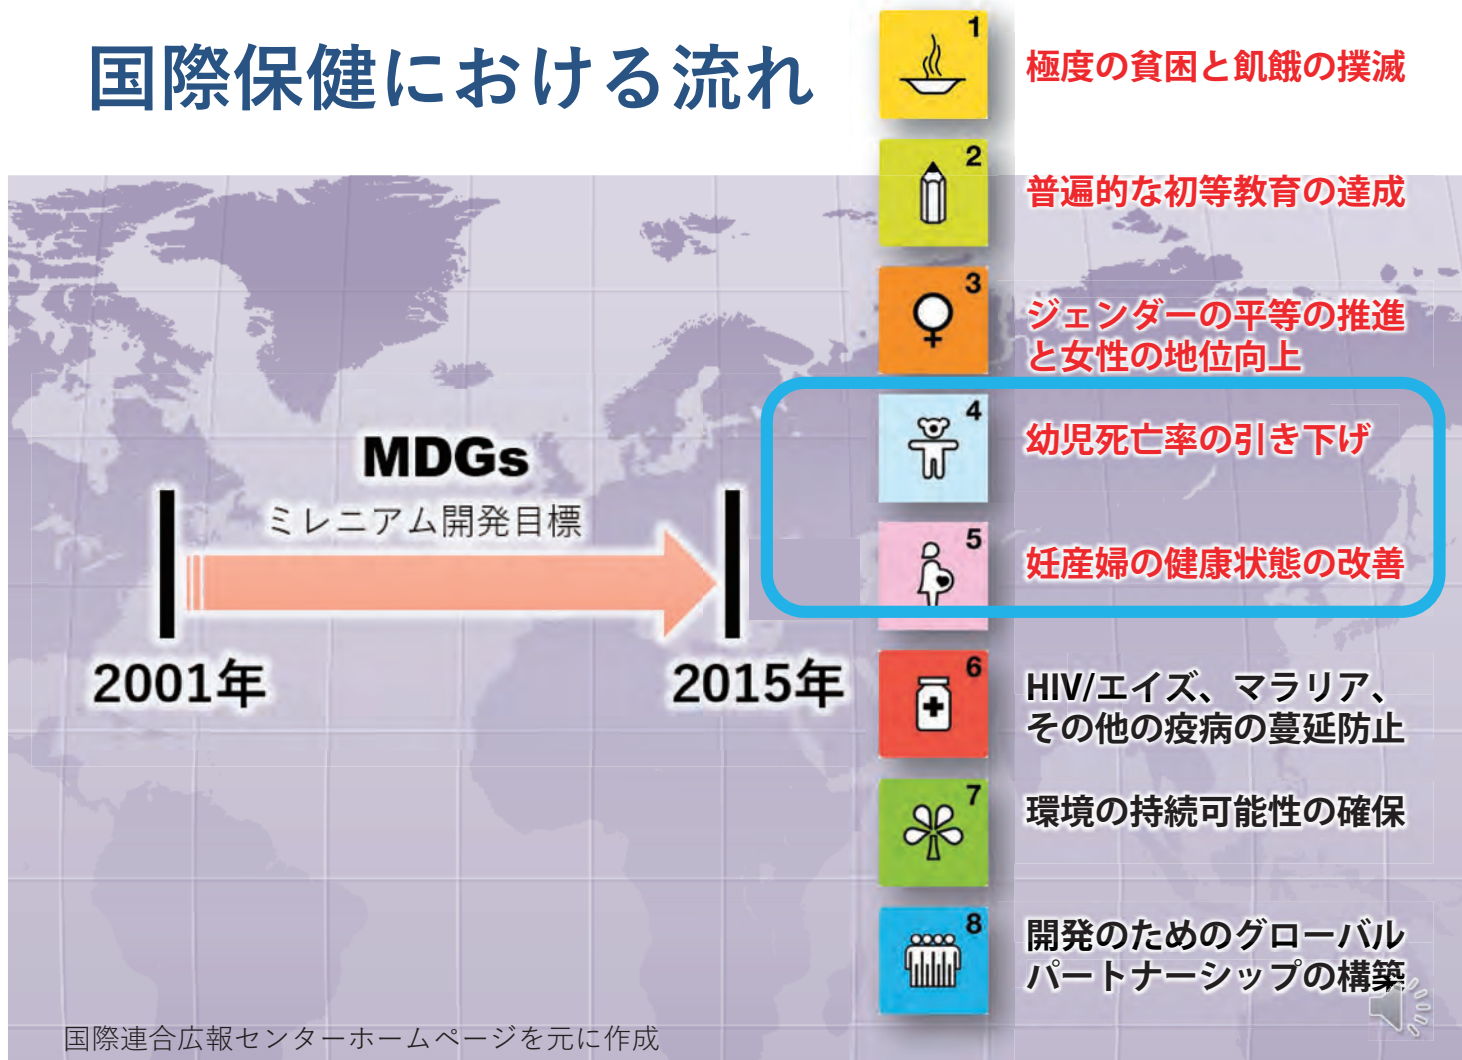 国際保健における流れ
MDGs
ミレニアム開発目標
2001年
2015年
1
極度の貧困と飢餓の撲滅
2
普遍的な初等教育の達成
3
ジェンダーの平等の推進
と女性の地位向上
4
幼児死亡率の引き下げ
5
妊産婦の健康状態の改善
6
HIV/エイズ、マラリア、
その他の疫病の蔓延防止
7
環境の持続可能性の確保
8
開発のためのグローバル
パートナーシップの構築
国際連合広報センターホームページを元に作成